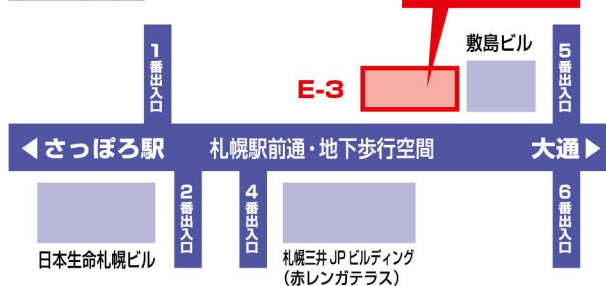 敷島ビル
1番出入口
5番出入口
E-3
◀さっぽろ駅
札幌駅前通・地下歩行空間
大通▶
2番出入口
4番出入口
6番出入口
日本生命札幌ビル
札幌三井JPビルディング
(赤レンガテラス)